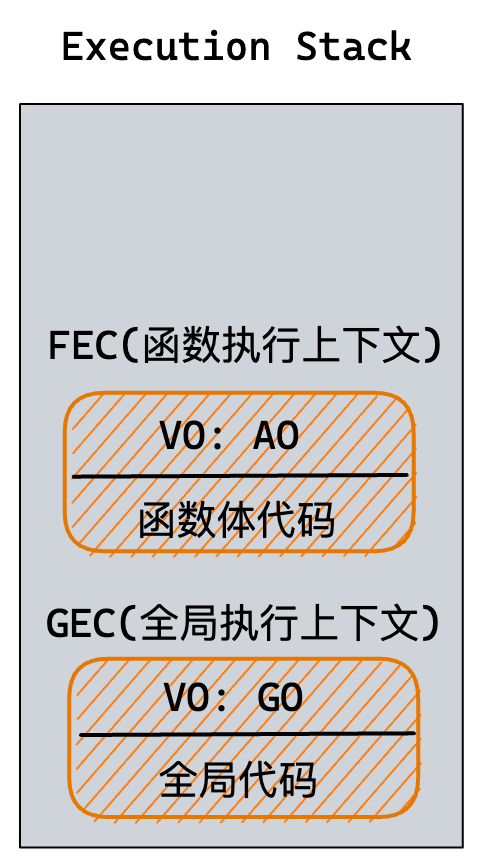 Execution Stack
FEC(函数执行上下文)
VO: AO
函数体代码
GEC(全局执行上下文)
VO: GO
全局代码